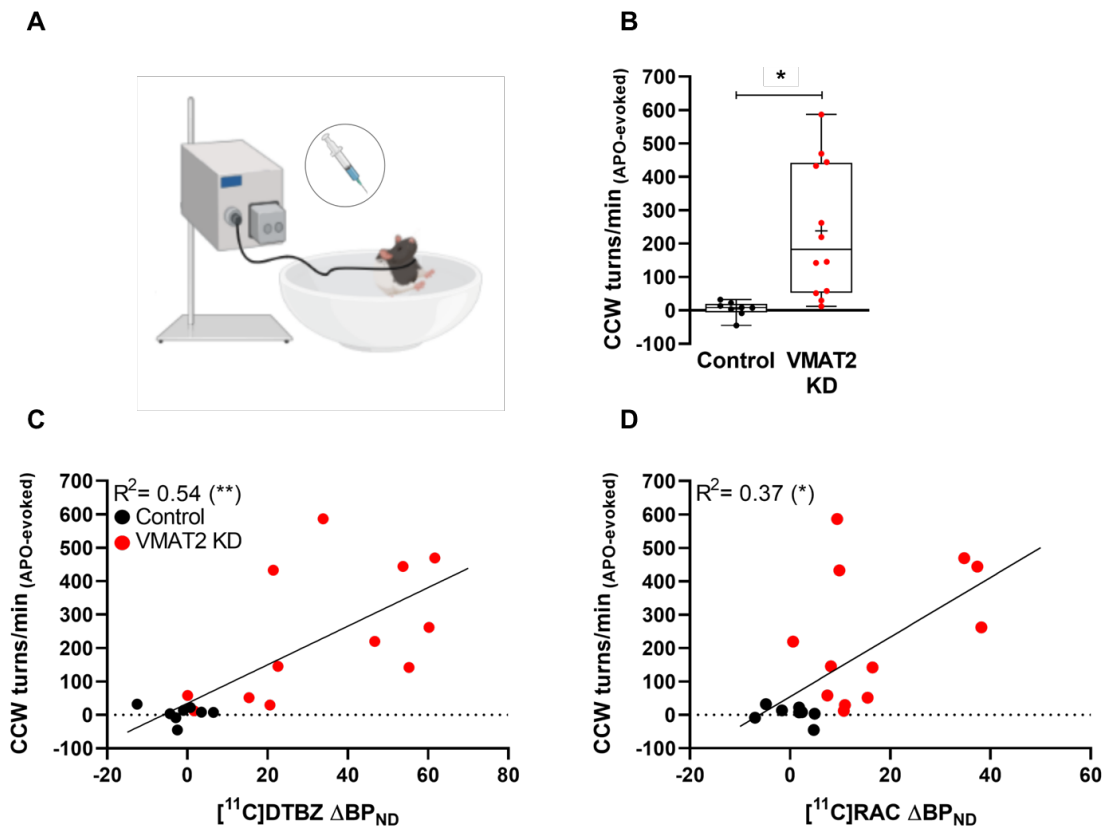 A
B
*
700
600
500
400
300
200
100
0
-100
CCW turns/min (APO-evoked)
Control
VMAT2
KD
C
R²= 0.54 (**)
Control
VMAT2 KD
700
600
500
400
300
200
100
0
-100
CCW turns/min (APO-evoked)
-20
0
20
40
60
80
[¹¹C]DTBZ ΔBPND
D
R²= 0.37 (*)
700
600
500
400
300
200
100
0
-100
CCW turns/min (APO-evoked)
-20
0
20
40
60
[¹¹C]RAC ΔBPND